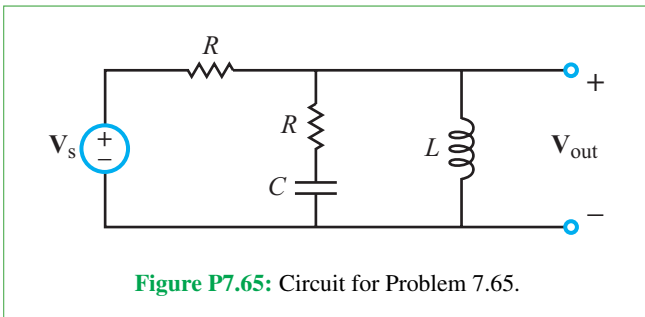 R
+
R
V_s
+
−
L
V_out
C
−
Figure P7.65: Circuit for Problem 7.65.